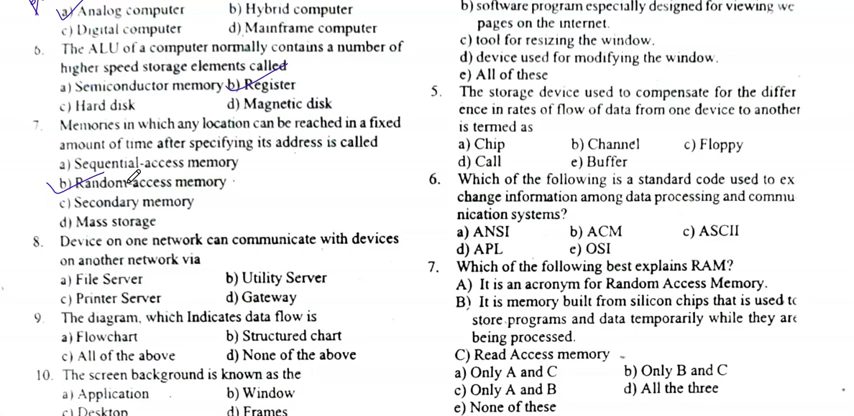 a) Analog computer b) Hybrid computer
c) Digital computer d) Mainframe computer
6. The ALU of a computer normally contains a number of
higher speed storage elements called
a) Semiconductor memory b) Register
c) Hard disk d) Magnetic disk
7. Memories in which any location can be reached in a fixed
amount of time after specifying its address is called
a) Sequential-access memory
b) Random access memory
c) Secondary memory
d) Mass storage
8. Device on one network can communicate with devices
on another network via
a) File Server b) Utility Server
c) Printer Server d) Gateway
9. The diagram, which Indicates data flow is
a) Flowchart b) Structured chart
c) All of the above d) None of the above
10. The screen background is known as the
a) Application b) Window
c) Desktop d) Frames
b) software program especially designed for viewing we
pages on the internet.
c) tool for resizing the window.
d) device used for modifying the window.
e) All of these
5. The storage device used to compensate for the differ
ence in rates of flow of data from one device to another
is termed as
a) Chip b) Channel c) Floppy
d) Call e) Buffer
6. Which of the following is a standard code used to ex
change information among data processing and commu
nication systems?
a) ANSI b) ACM c) ASCII
d) APL e) OSI
7. Which of the following best explains RAM?
A) It is an acronym for Random Access Memory.
B) It is memory built from silicon chips that is used to
store programs and data temporarily while they are
being processed.
C) Read Access memory
a) Only A and C b) Only B and C
c) Only A and B d) All the three
e) None of these